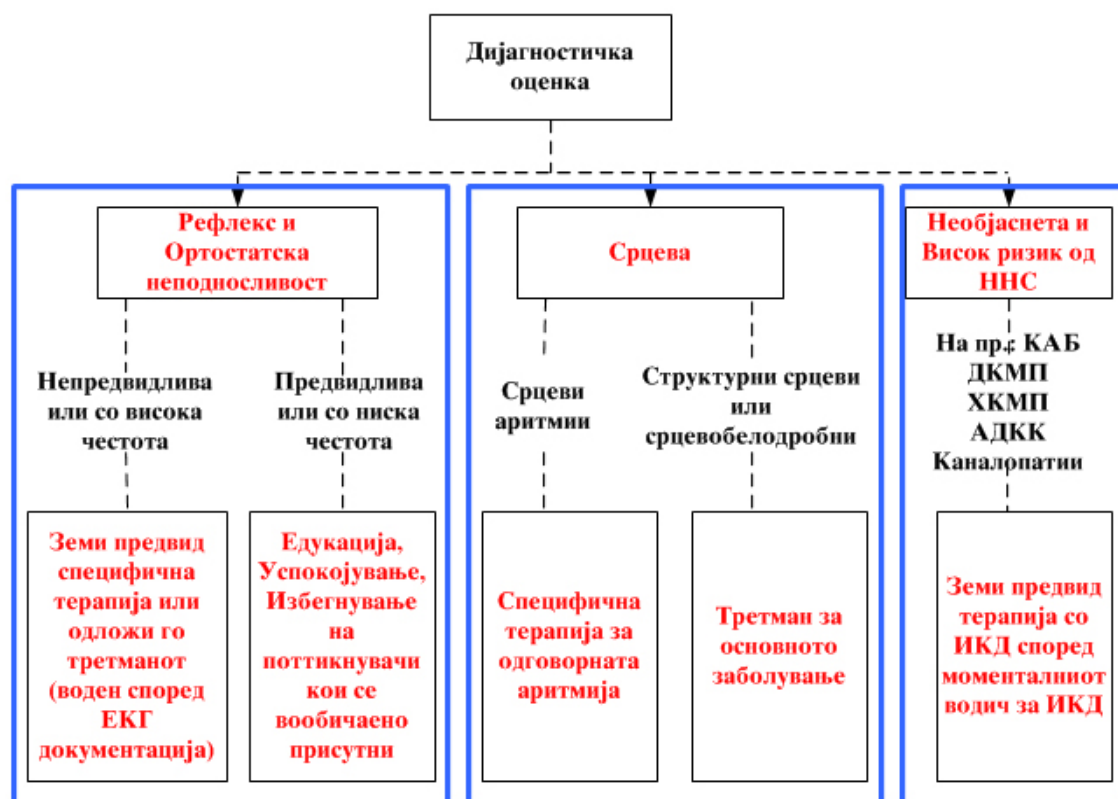 Дијагностичка
оценка
Рефлекс и
Ортостатска
неподносливост
Срцева
Необјаснета и
Висок ризик од
ННС
Непредвидлива
или со висока
честота
Предвидлива
или со ниска
честота
Срцеви
аритмии
Структурни срцеви
или
срцевобелодробни
На пр.: КАБ
ДКМП
ХКМП
АДКК
Каналопатии
Земи предвид
специфична
терапија или
одложи го
третманот
(воден според
ЕКГ
документација)
Едукација,
Успокојување,
Избегнување
на
поттикнувачи
кои се
вообичаено
присутни
Специфична
терапија за
одговорната
аритмија
Третман за
основното
заболување
Земи предвид
терапија со
ИКД според
моменталниот
водич за ИКД